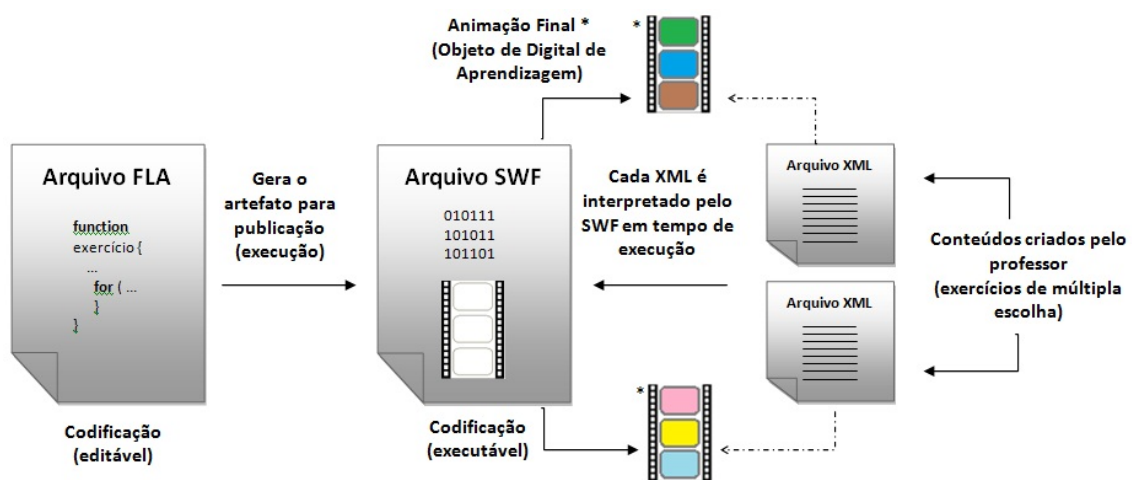 Animação Final *
(Objeto de Digital de
Aprendizagem)
*
Arquivo FLA
function
exercício {
...
for ( ...
}
}
Codificação
(editável)
Gera o
artefato para
publicação
(execução)
Arquivo SWF
010111
101011
101101
Codificação
(executável)
Cada XML é
interpretado pelo
SWF em tempo de
execução
Arquivo XML
Arquivo XML
Conteúdos criados pelo
professor
(exercícios de múltipla
escolha)
*